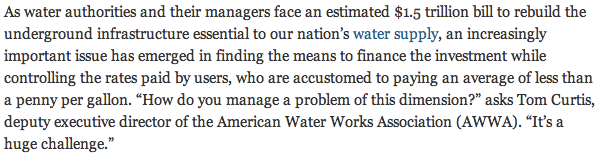 As water authorities and their managers face an estimated $1.5 trillion bill to rebuild the
underground infrastructure essential to our nation’s water supply, an increasingly
important issue has emerged in finding the means to finance the investment while
controlling the rates paid by users, who are accustomed to paying an average of less than
a penny per gallon. “How do you manage a problem of this dimension?” asks Tom Curtis,
deputy executive director of the American Water Works Association (AWWA). “It’s a
huge challenge.”